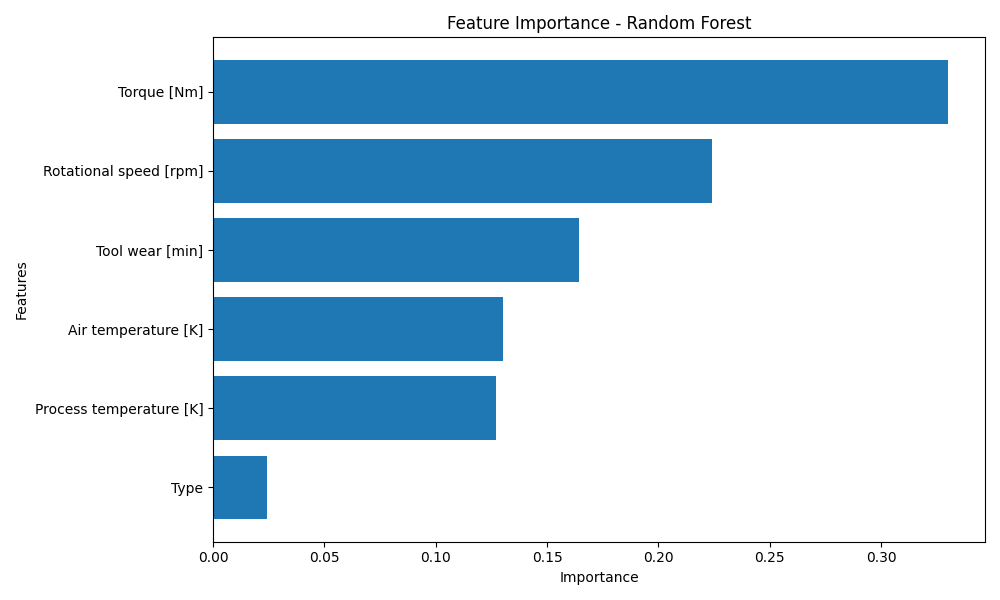 Feature Importance - Random Forest
Torque [Nm]
Rotational speed [rpm]
Tool wear [min]
Air temperature [K]
Process temperature [K]
Type
Features
0.00 0.05 0.10 0.15 0.20 0.25 0.30
Importance